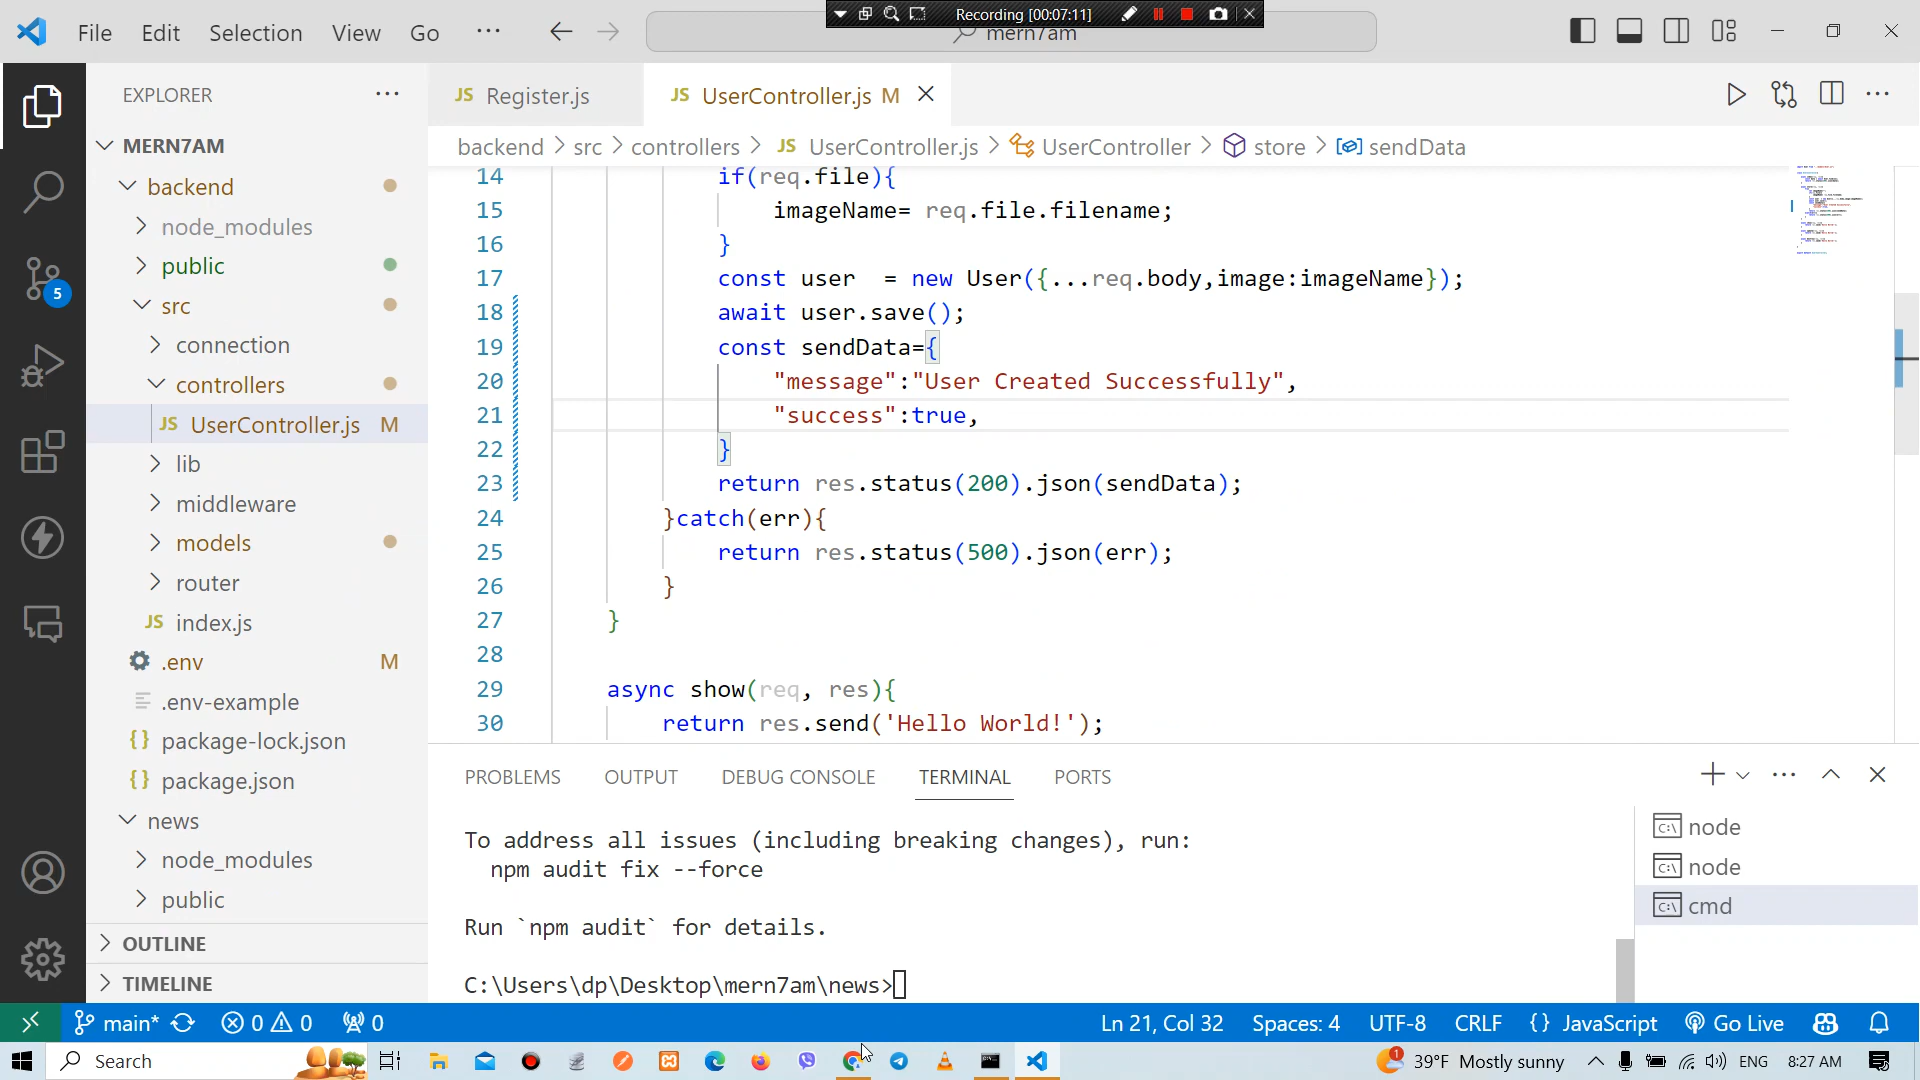 Recording [00:07:11]
File Edit Selection View Go ··· mern7am
EXPLORER ···
JS Register.js JS UserController.js M
MERN7AM
backend > src > controllers > JS UserController.js > UserController > store > sendData
backend
node_modules
public
src
connection
controllers
JS UserController.js M
lib
middleware
models
router
JS index.js
.env M
.env-example
{} package-lock.json
{} package.json
news
node_modules
public
OUTLINE
TIMELINE
5
14 if(req.file){
15 imageName= req.file.filename;
16 }
17 const user = new User({...req.body,image:imageName});
18 await user.save();
19 const sendData={
20 "message":"User Created Successfully",
21 "success":true,
22 }
23 return res.status(200).json(sendData);
24 }catch(err){
25 return res.status(500).json(err);
26 }
27 }
28
29 async show(req, res){
30 return res.send('Hello World!');
PROBLEMS OUTPUT DEBUG CONSOLE TERMINAL PORTS
To address all issues (including breaking changes), run:
npm audit fix --force
Run `npm audit` for details.
C:\Users\dp\Desktop\mern7am\news>
node
node
cmd
main* 0 0 0 Ln 21, Col 32 Spaces: 4 UTF-8 CRLF {} JavaScript Go Live
Search 1 39°F Mostly sunny ENG 8:27 AM